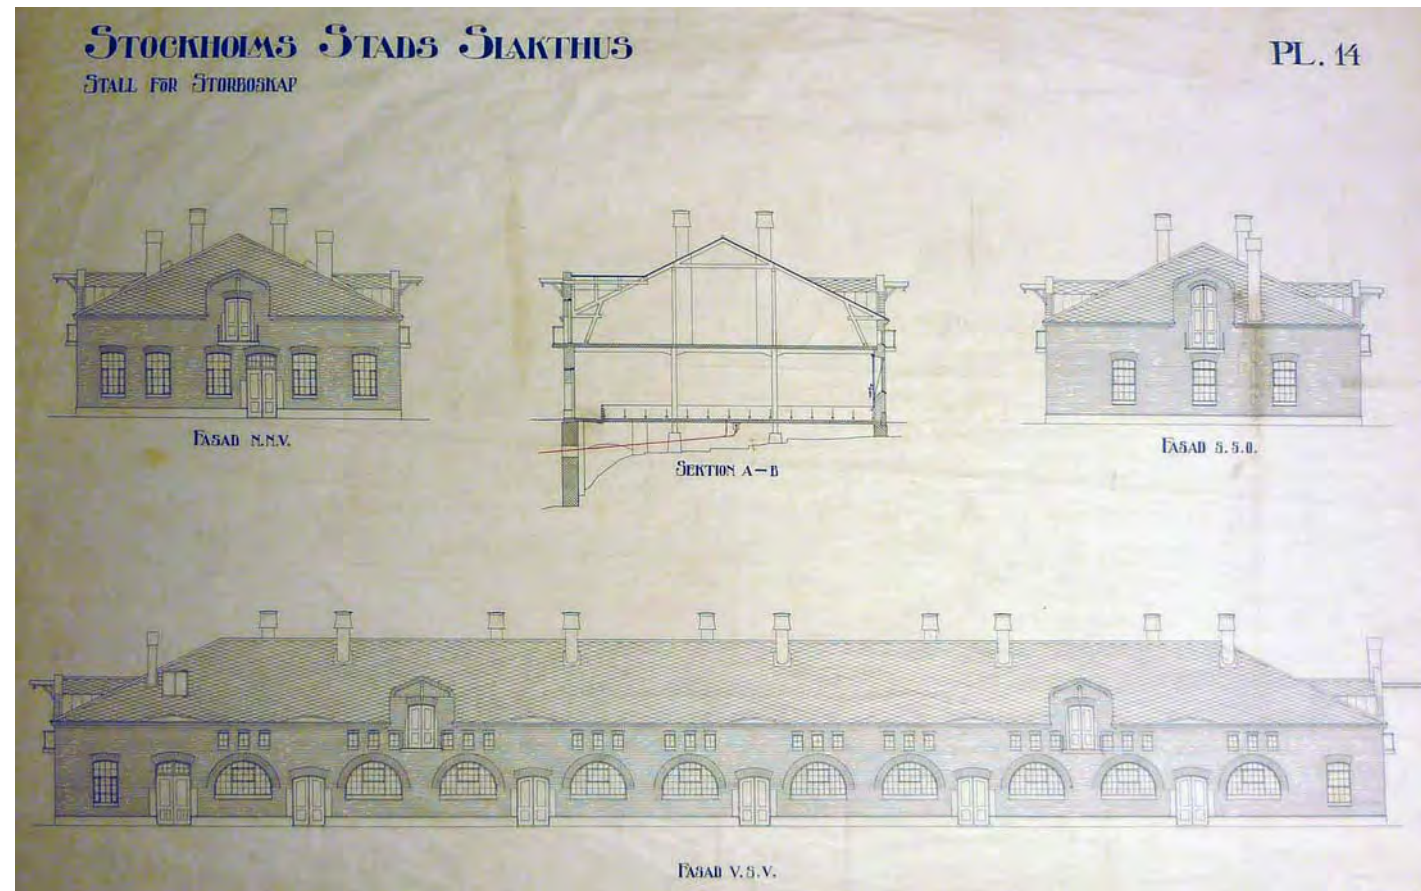 STOCKHOLMS STADS SLAKTHUS
PL. 14
STALL FÖR STORBOSKAP
FASAD N.N.V.
SEKTION A–B
FASAD S.S.O.
FASAD V.S.V.